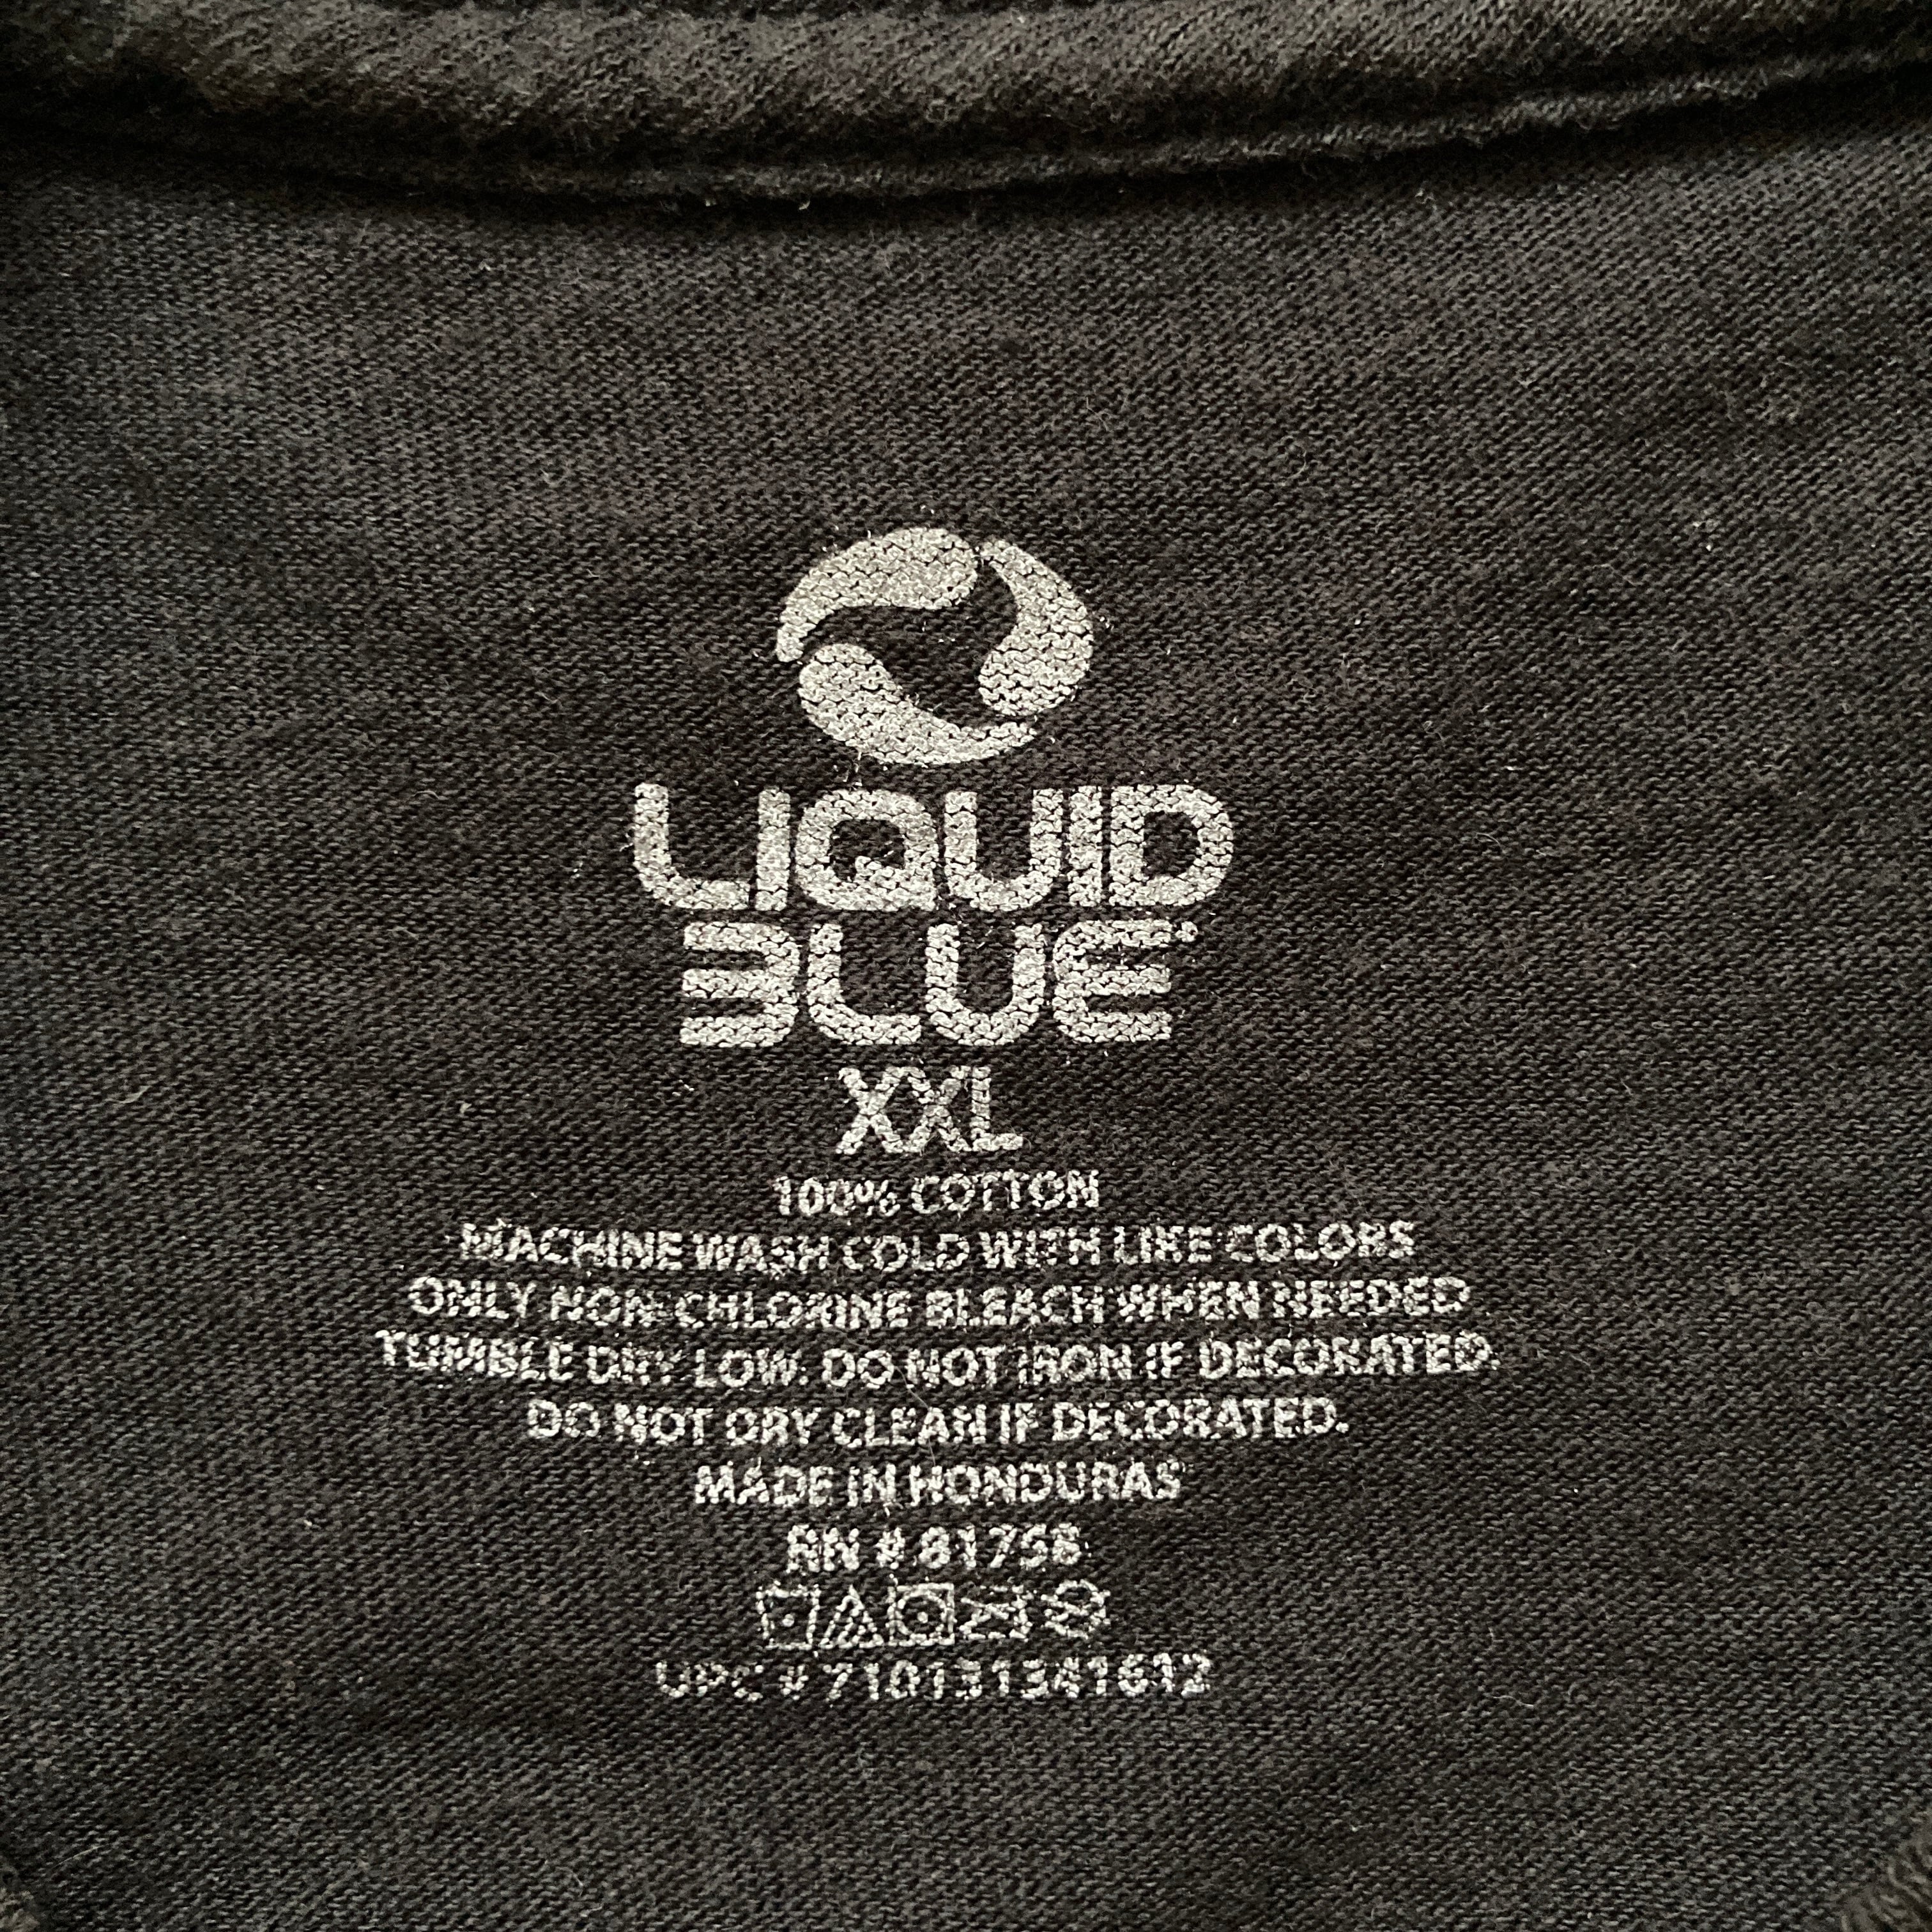 LIQUID
BLUE
XXL
100% COTTON
MACHINE WASH COLD WITH LIKE COLORS
ONLY NON-CHLORINE BLEACH WHEN NEEDED
TUMBLE DRY LOW. DO NOT IRON IF DECORATED.
DO NOT DRY CLEAN IF DECORATED.
MADE IN HONDURAS
RN # 81758
UPC # 710131341612